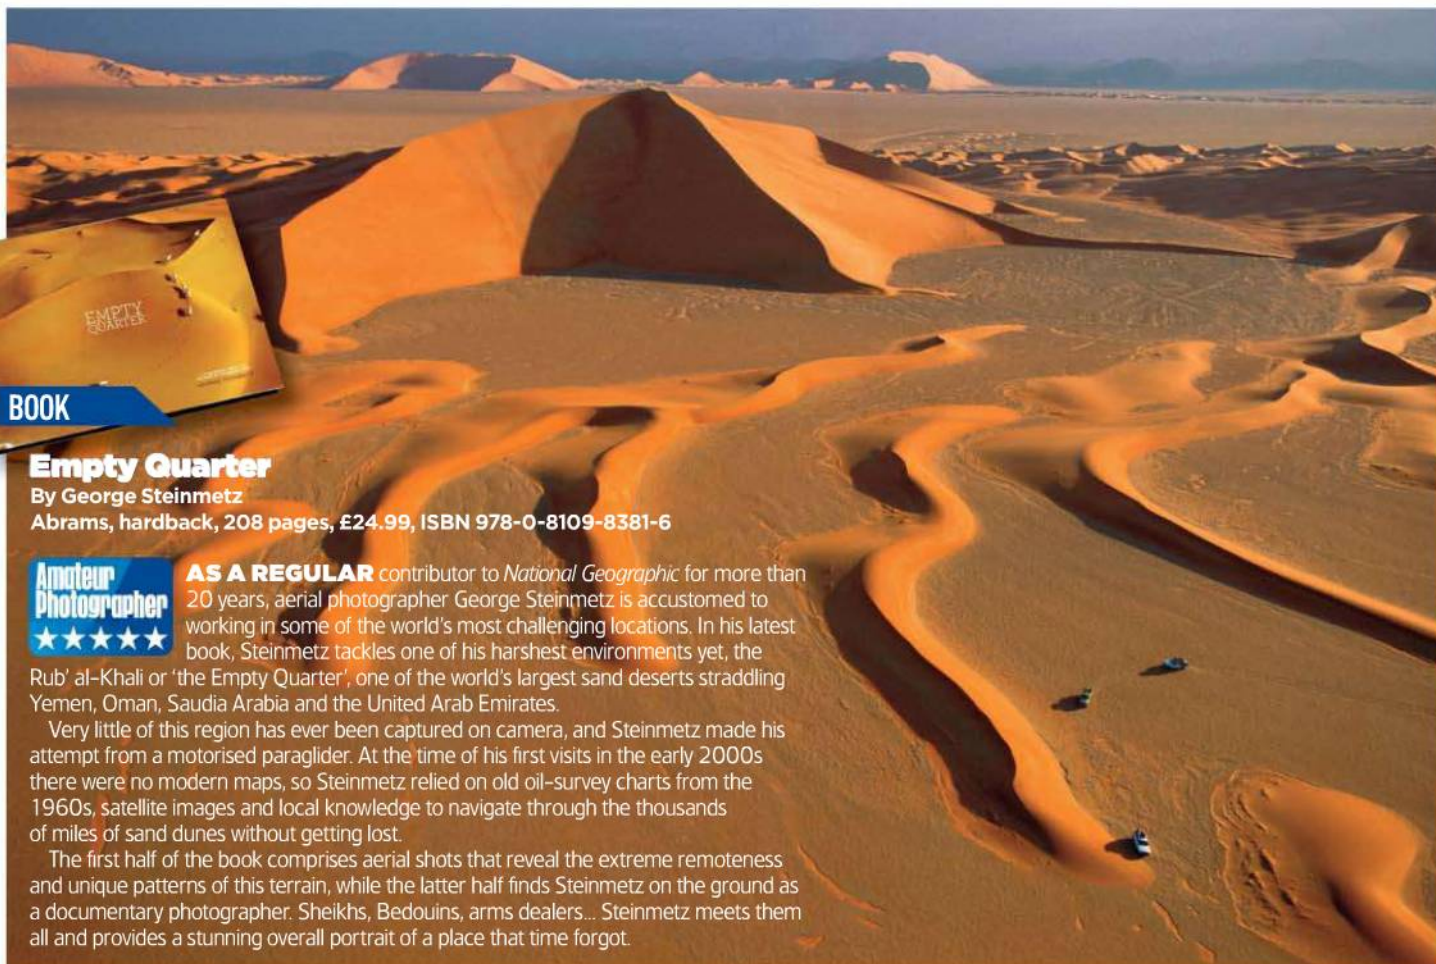 EMPTY
QUARTER
BOOK
Empty Quarter
By George Steinmetz
Abrams, hardback, 208 pages, £24.99, ISBN 978-0-8109-8381-6
Amateur
Photographer
AS A REGULAR contributor to National Geographic for more than
20 years, aerial photographer George Steinmetz is accustomed to
working in some of the world's most challenging locations. In his latest
book, Steinmetz tackles one of his harshest environments yet, the
Rub' al-Khali or 'the Empty Quarter', one of the world's largest sand deserts straddling
Yemen, Oman, Saudia Arabia and the United Arab Emirates.
Very little of this region has ever been captured on camera, and Steinmetz made his
attempt from a motorised paraglider. At the time of his first visits in the early 2000s
there were no modern maps, so Steinmetz relied on old oil-survey charts from the
1960s, satellite images and local knowledge to navigate through the thousands
of miles of sand dunes without getting lost.
The first half of the book comprises aerial shots that reveal the extreme remoteness
and unique patterns of this terrain, while the latter half finds Steinmetz on the ground as
a documentary photographer. Sheikhs, Bedouins, arms dealers... Steinmetz meets them
all and provides a stunning overall portrait of a place that time forgot.